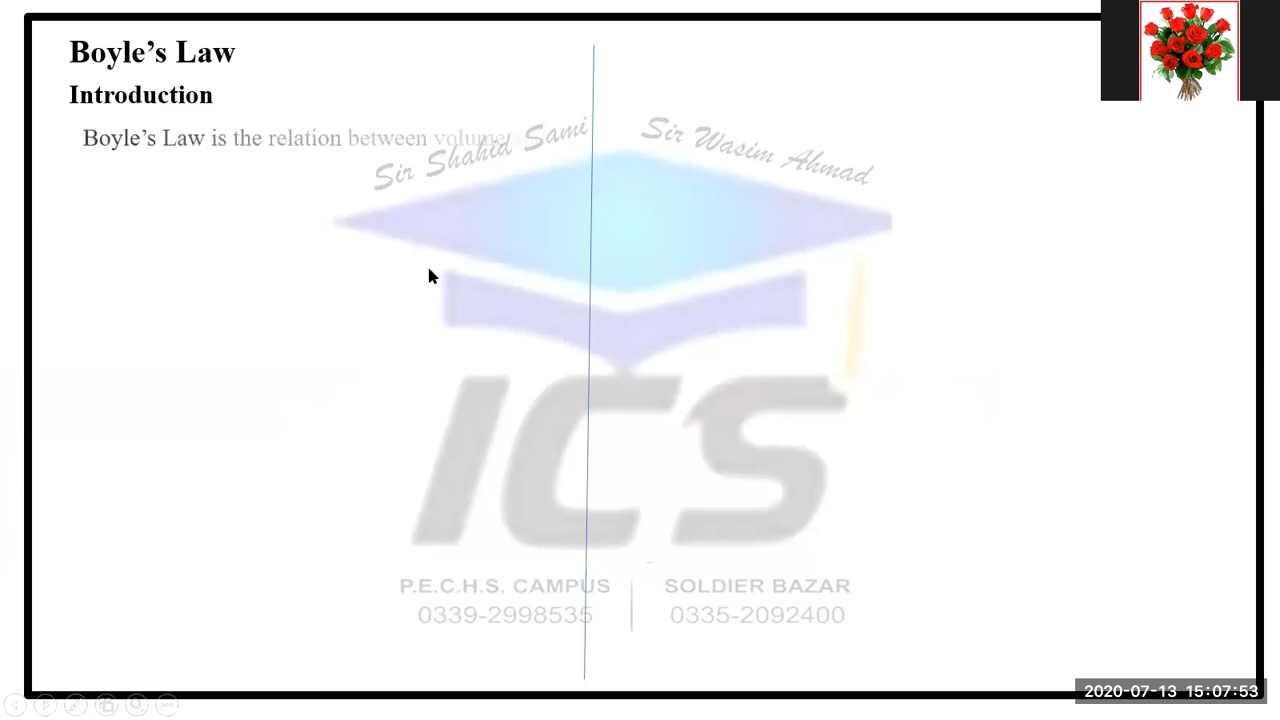 Boyle’s Law
Introduction
Boyle’s Law is the relation between volume
Sir Shahid Sami
Sir Wasim Ahmad
ICS
P.E.C.H.S. CAMPUS
0339-2998535
SOLDIER BAZAR
0335-2092400
2020-07-13 15:07:53